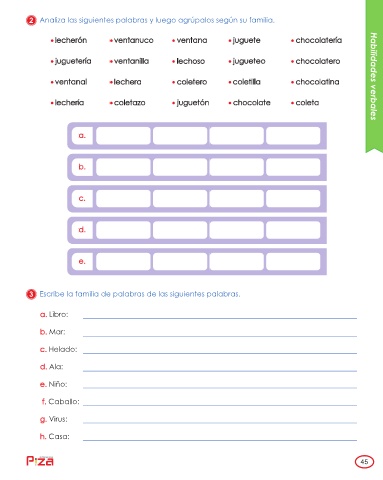 2 Analiza las siguientes palabras y luego agrúpalos según su familia.
• lecherón • ventanuco • ventana • juguete • chocolatería
• juguetería • ventanilla • lechoso • jugueteo • chocolatero
• ventanal • lechera • coletero • coletilla • chocolatina
• lechería • coletazo • juguetón • chocolate • coleta
Habilidades verbales
a.
b.
c.
d.
e.
3 Escribe la familia de palabras de las siguientes palabras.
a. Libro:
b. Mar:
c. Helado:
d. Ala:
e. Niño:
f. Caballo:
g. Virus:
h. Casa:
45